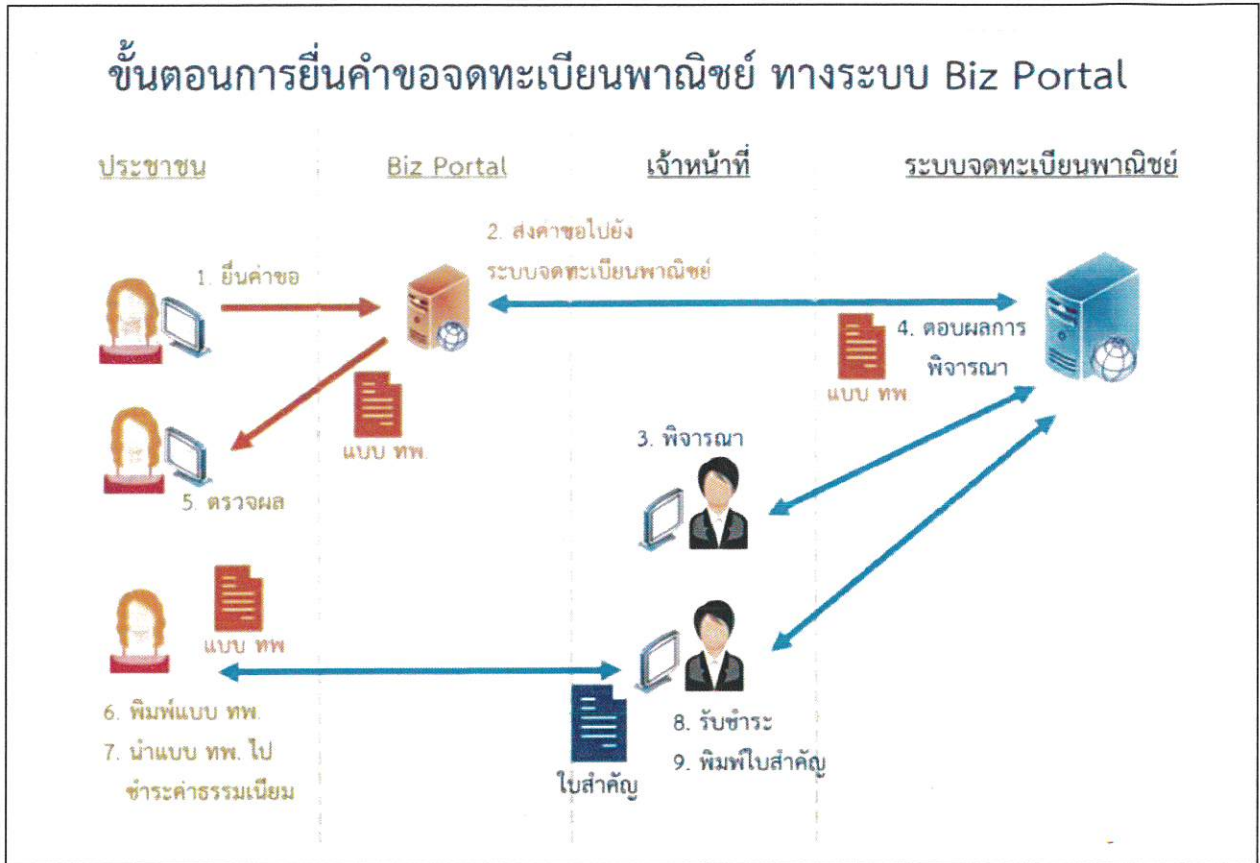 ขั้นตอนการยื่นคำขอจดทะเบียนพาณิชย์ ทางระบบ Biz Portal
ประชาชน
Biz Portal
เจ้าหน้าที่
ระบบจดทะเบียนพาณิชย์
1. ยื่นคำขอ
2. ส่งคำขอไปยัง
ระบบจดทะเบียนพาณิชย์
4. ตอบผลการ
พิจารณา
แบบ ทพ.
แบบ ทพ.
3. พิจารณา
5. ตรวจผล
แบบ ทพ
6. พิมพ์แบบ ทพ.
7. นำแบบ ทพ. ไป
ชำระค่าธรรมเนียม
ใบสำคัญ
8. รับชำระ
9. พิมพ์ใบสำคัญ